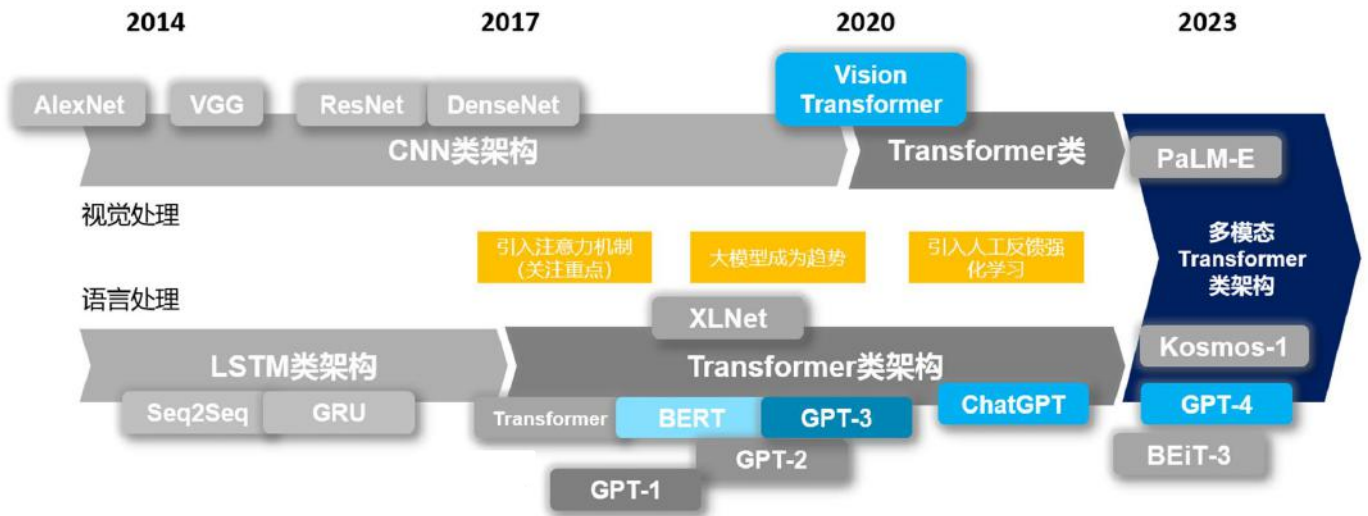 2014 2017 2020 2023
Vision
Transformer
AlexNet VGG ResNet DenseNet
CNN类架构 Transformer类
PaLM-E
视觉处理
引入注意力机制
(关注重点)
大模型成为趋势
引入人工反馈强
化学习
多模态
Transformer
类架构
语言处理
XLNet
Kosmos-1
LSTM类架构 Transformer类架构
Seq2Seq GRU Transformer BERT GPT-3 ChatGPT GPT-4
GPT-2 BEiT-3
GPT-1